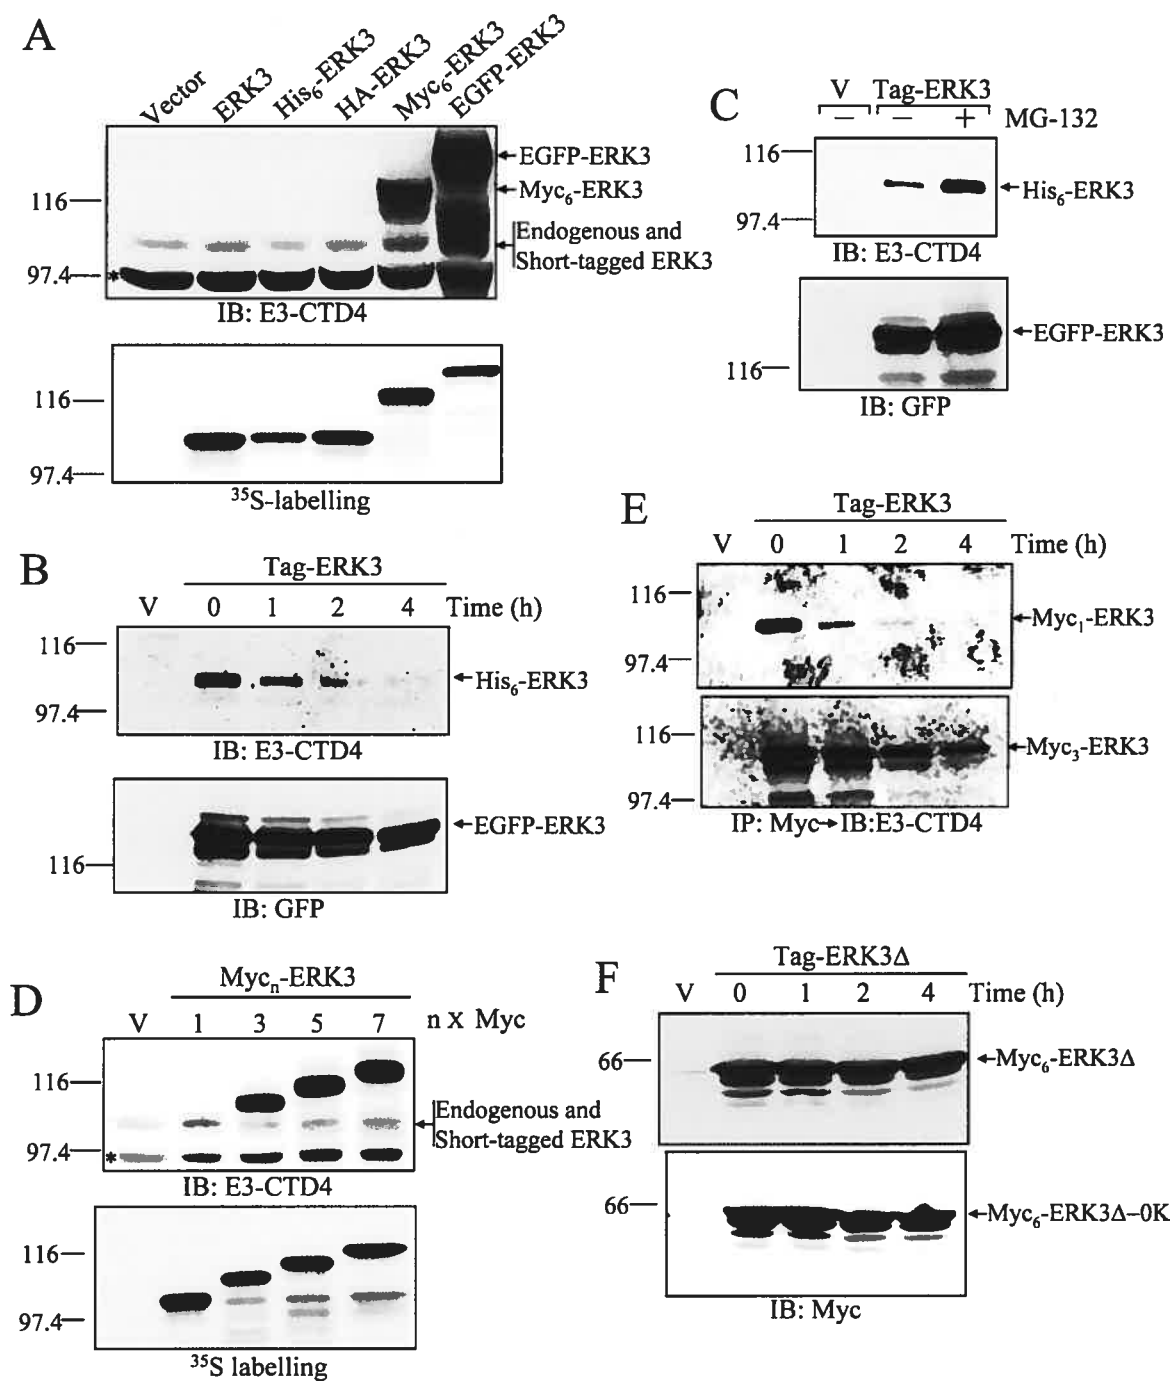 A
Vector
ERK3
His6-ERK3
HA-ERK3
Myc6-ERK3
EGFP-ERK3
EGFP-ERK3
Myc6-ERK3
116
Endogenous and
Short-tagged ERK3
97.4
*
IB: E3-CTD4
116
97.4
35S-labelling
B
Tag-ERK3
V 0 1 2 4 Time (h)
116
His6-ERK3
97.4
IB: E3-CTD4
EGFP-ERK3
116
IB: GFP
C
V Tag-ERK3
− − + MG-132
116
His6-ERK3
97.4
IB: E3-CTD4
EGFP-ERK3
116
IB: GFP
D
Mycn-ERK3
V 1 3 5 7 n X Myc
116
Endogenous and
Short-tagged ERK3
97.4
*
IB: E3-CTD4
116
97.4
35S labelling
E
Tag-ERK3
V 0 1 2 4 Time (h)
116
Myc1-ERK3
97.4
116
Myc3-ERK3
97.4
IP: Myc→IB:E3-CTD4
F
Tag-ERK3Δ
V 0 1 2 4 Time (h)
66
Myc6-ERK3Δ
66
Myc6-ERK3Δ–0K
IB: Myc